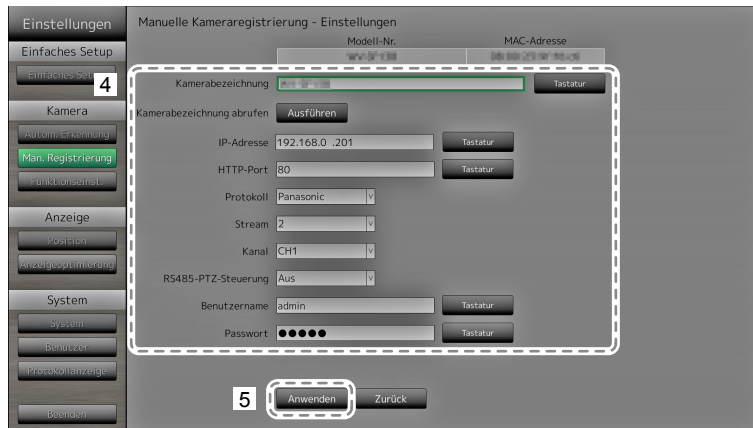 Einstellungen
Manuelle Kameraregistrierung - Einstellungen
Einfaches Setup
Modell-Nr. MAC-Adresse
4
Kamerabezeichnung Tastatur
Kamera
Kamerabezeichnung abrufen Ausführen
Autom. Erkennung
IP-Adresse 192.168.0 .201 Tastatur
Man. Registrierung
HTTP-Port 80 Tastatur
Funktionseinst.
Protokoll Panasonic
Anzeige
Stream 2
Position
Kanal CH1
Anzeigeoptimierung
RS485-PTZ-Steuerung Aus
System
Benutzername admin Tastatur
System
Passwort ●●●●● Tastatur
Benutzer
Protokollanzeige
5 Anwenden Zurück
Beenden